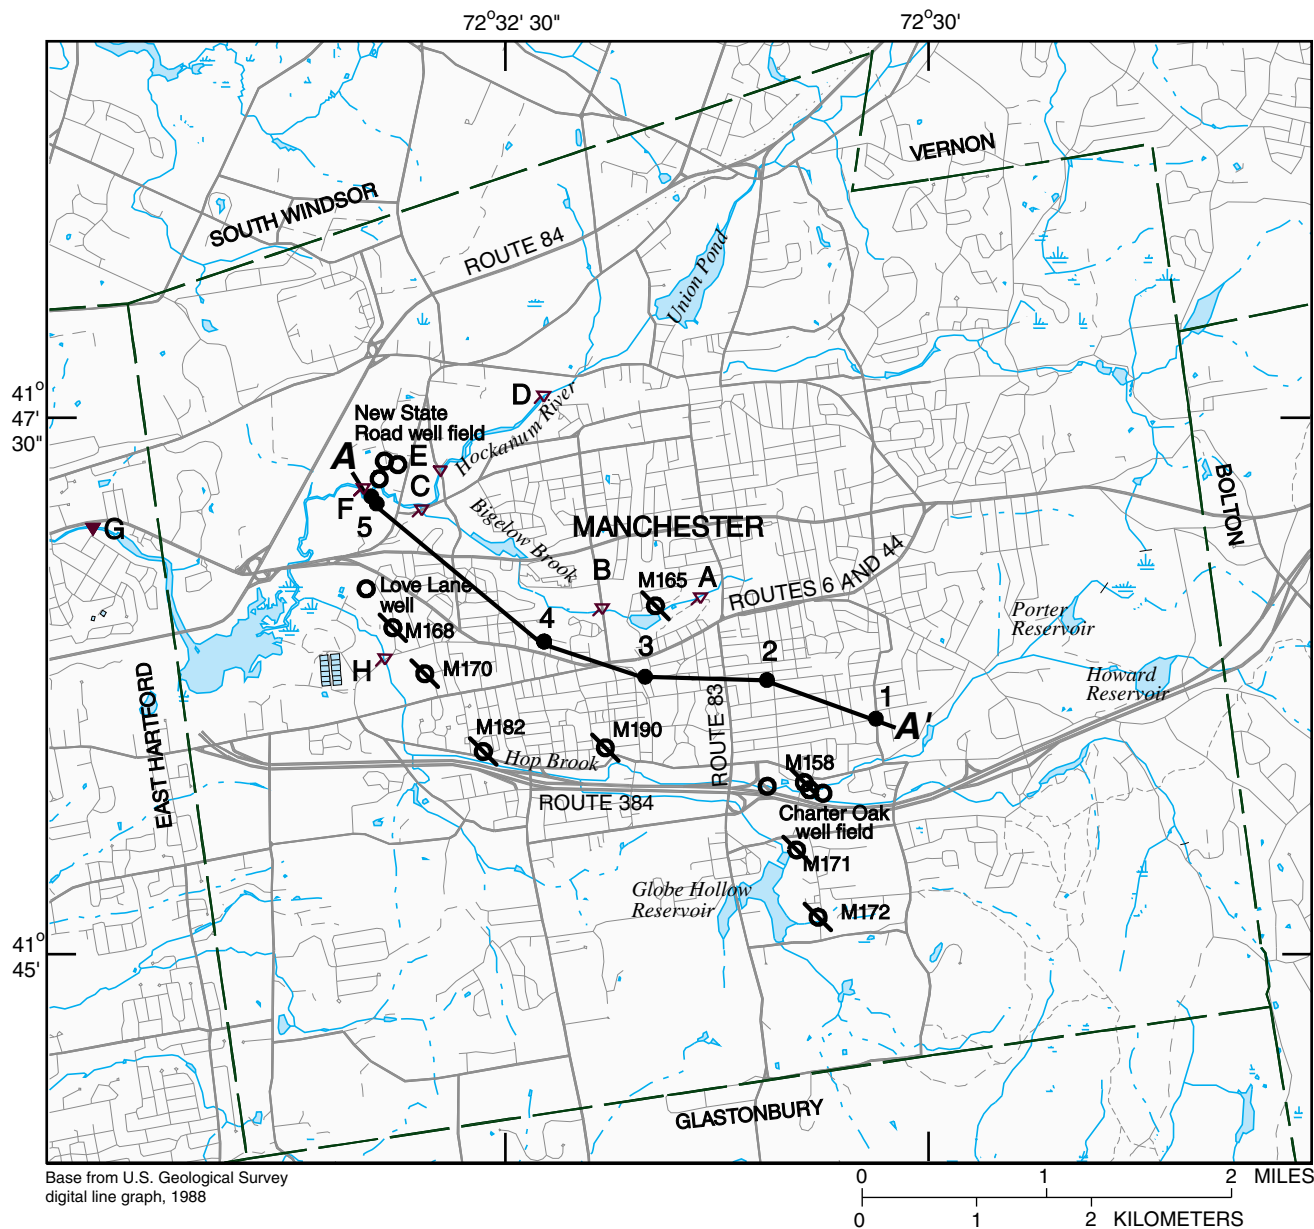 72°32' 30"
72°30'
VERNON
SOUTH WINDSOR
ROUTE 84
Union Pond
41°
47'
30"
D
New State
Road well field
Hockanum River
A
E
C
F
5
BOLTON
G
Bigelow Brook
MANCHESTER
B
M165
A
ROUTES 6 AND 44
Love Lane
well
M168
4
3
2
Porter
Reservoir
H
M170
Howard
Reservoir
1
A'
EAST HARTFORD
M182
M190
ROUTE 83
Hop Brook
M158
ROUTE 384
Charter Oak
well field
M171
Globe Hollow
Reservoir
M172
41°
45'
GLASTONBURY
Base from U.S. Geological Survey
digital line graph, 1988
0 1 2 MILES
0 1 2 KILOMETERS